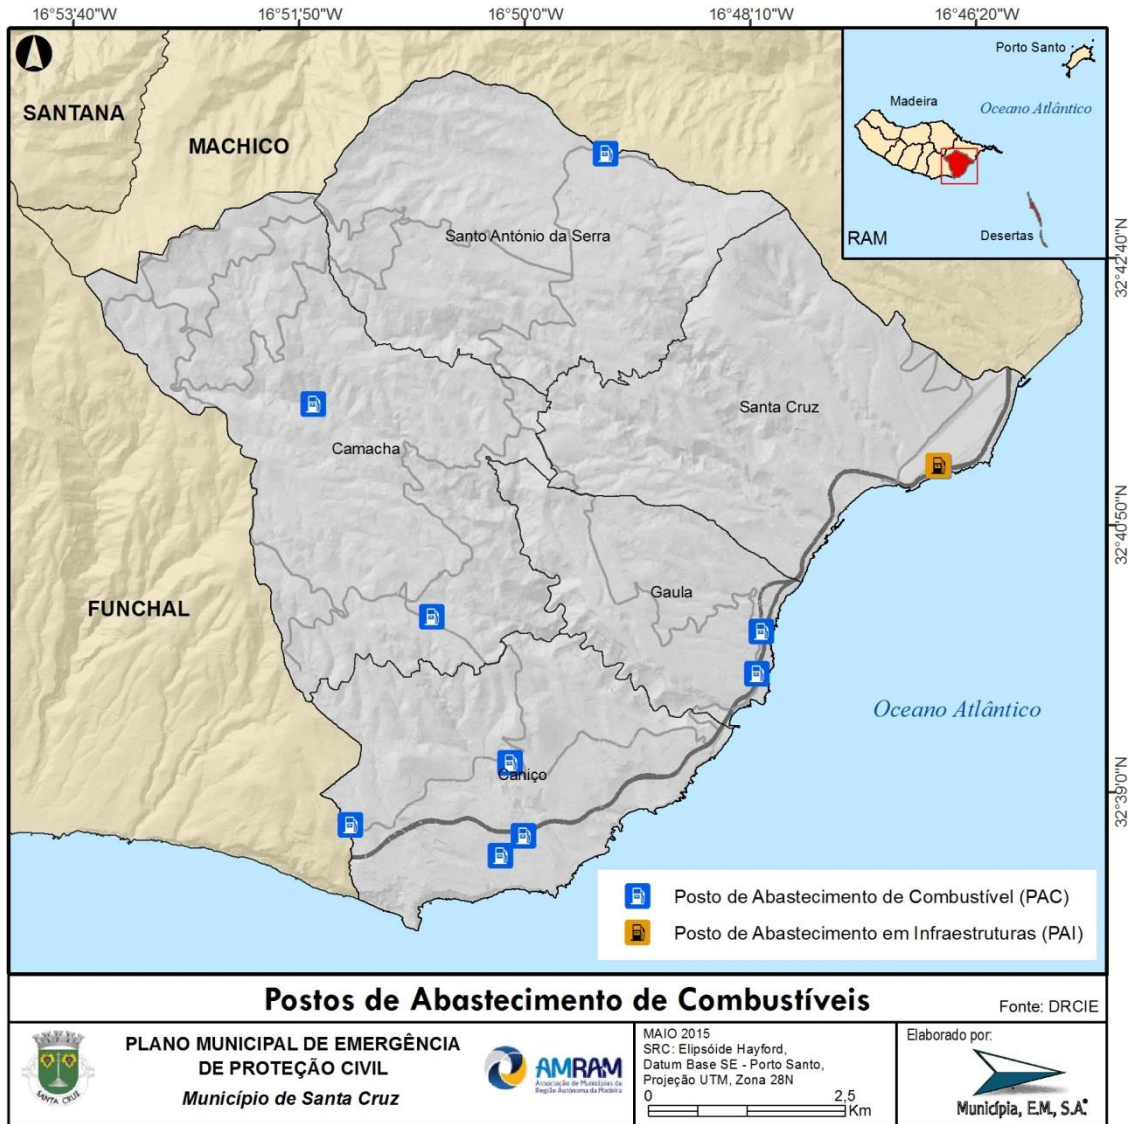 16°53'40"W
16°51'50"W
16°50'0"W
16°48'10"W
16°46'20"W
SANTANA
MACHICO
Porto Santo
Madeira
Oceano Atlântico
Desertas
RAM
32°42'40"N
Santo António da Serra
Santa Cruz
Camacha
32°40'50"N
Gaula
FUNCHAL
Oceano Atlântico
Caniço
32°39'0"N
Posto de Abastecimento de Combustível (PAC)
Posto de Abastecimento em Infraestruturas (PAI)
Postos de Abastecimento de Combustíveis
Fonte: DRCIE
SANTA CRUZ
PLANO MUNICIPAL DE EMERGÊNCIA
DE PROTEÇÃO CIVIL
Município de Santa Cruz
AMRAM
Associação de Municípios da
Região Autónoma da Madeira
MAIO 2015
SRC: Elipsóide Hayford,
Datum Base SE - Porto Santo,
Projeção UTM, Zona 28N
0 2,5
Km
Elaborado por:
Municípia, E.M., S.A.